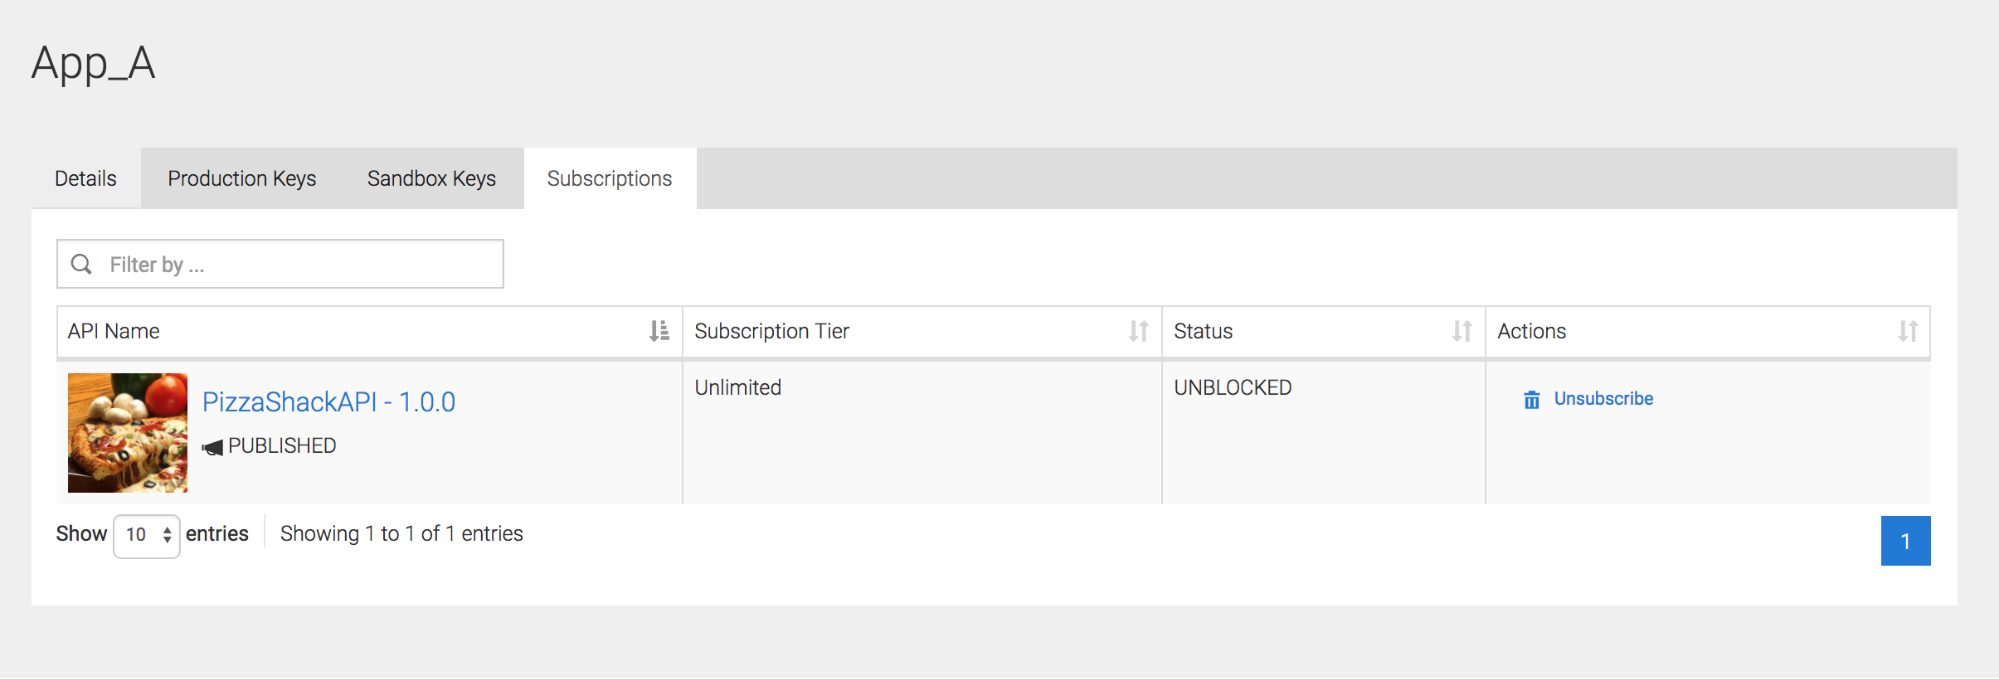 App_A
Details Production Keys Sandbox Keys Subscriptions
Filter by ...
API Name Subscription Tier Status Actions
PizzaShackAPI - 1.0.0 Unlimited UNBLOCKED Unsubscribe
PUBLISHED
Show 10 entries Showing 1 to 1 of 1 entries
1